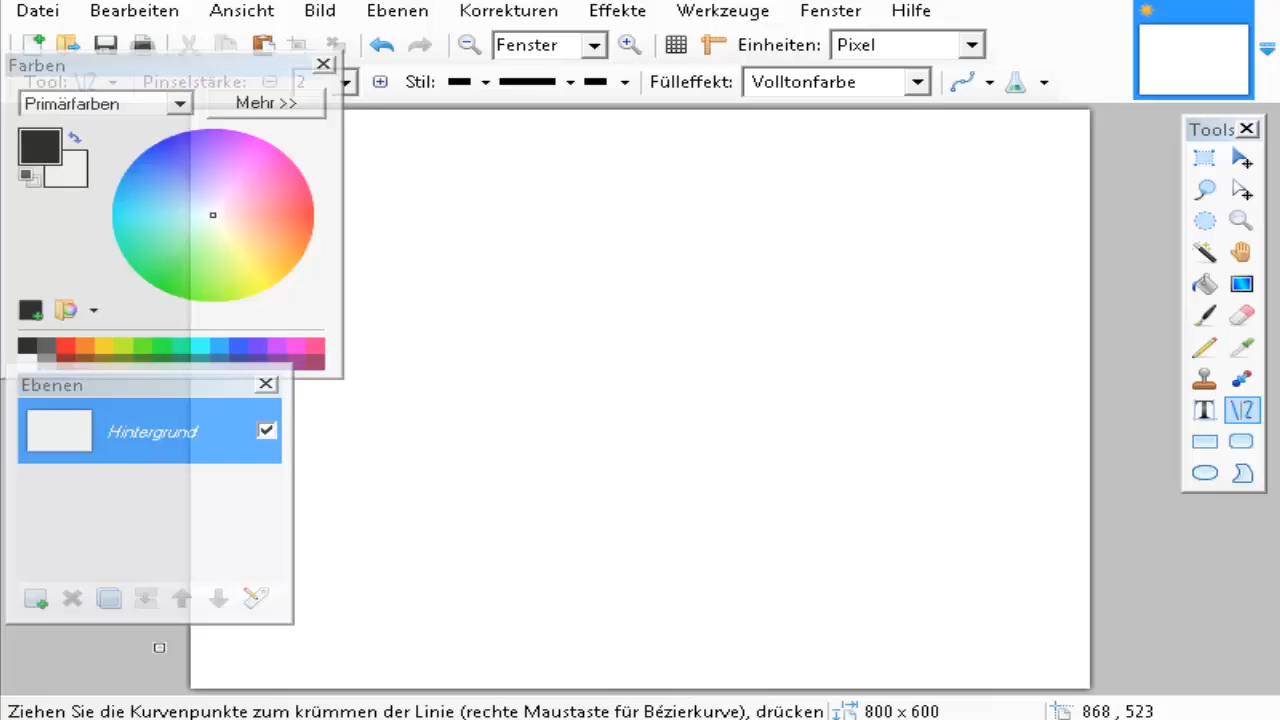 Datei Bearbeiten Ansicht Bild Ebenen Korrekturen Effekte Werkzeuge Fenster Hilfe
Fenster Einheiten: Pixel
Farben
Tool: Pinselstärke: 2 Stil: Fülleffekt: Volltonfarbe
Primärfarben Mehr >>
Tools
Ebenen
Hintergrund
Ziehen Sie die Kurvenpunkte zum krümmen der Linie (rechte Maustaste für Bézierkurve), drücken 800 x 600 868 , 523